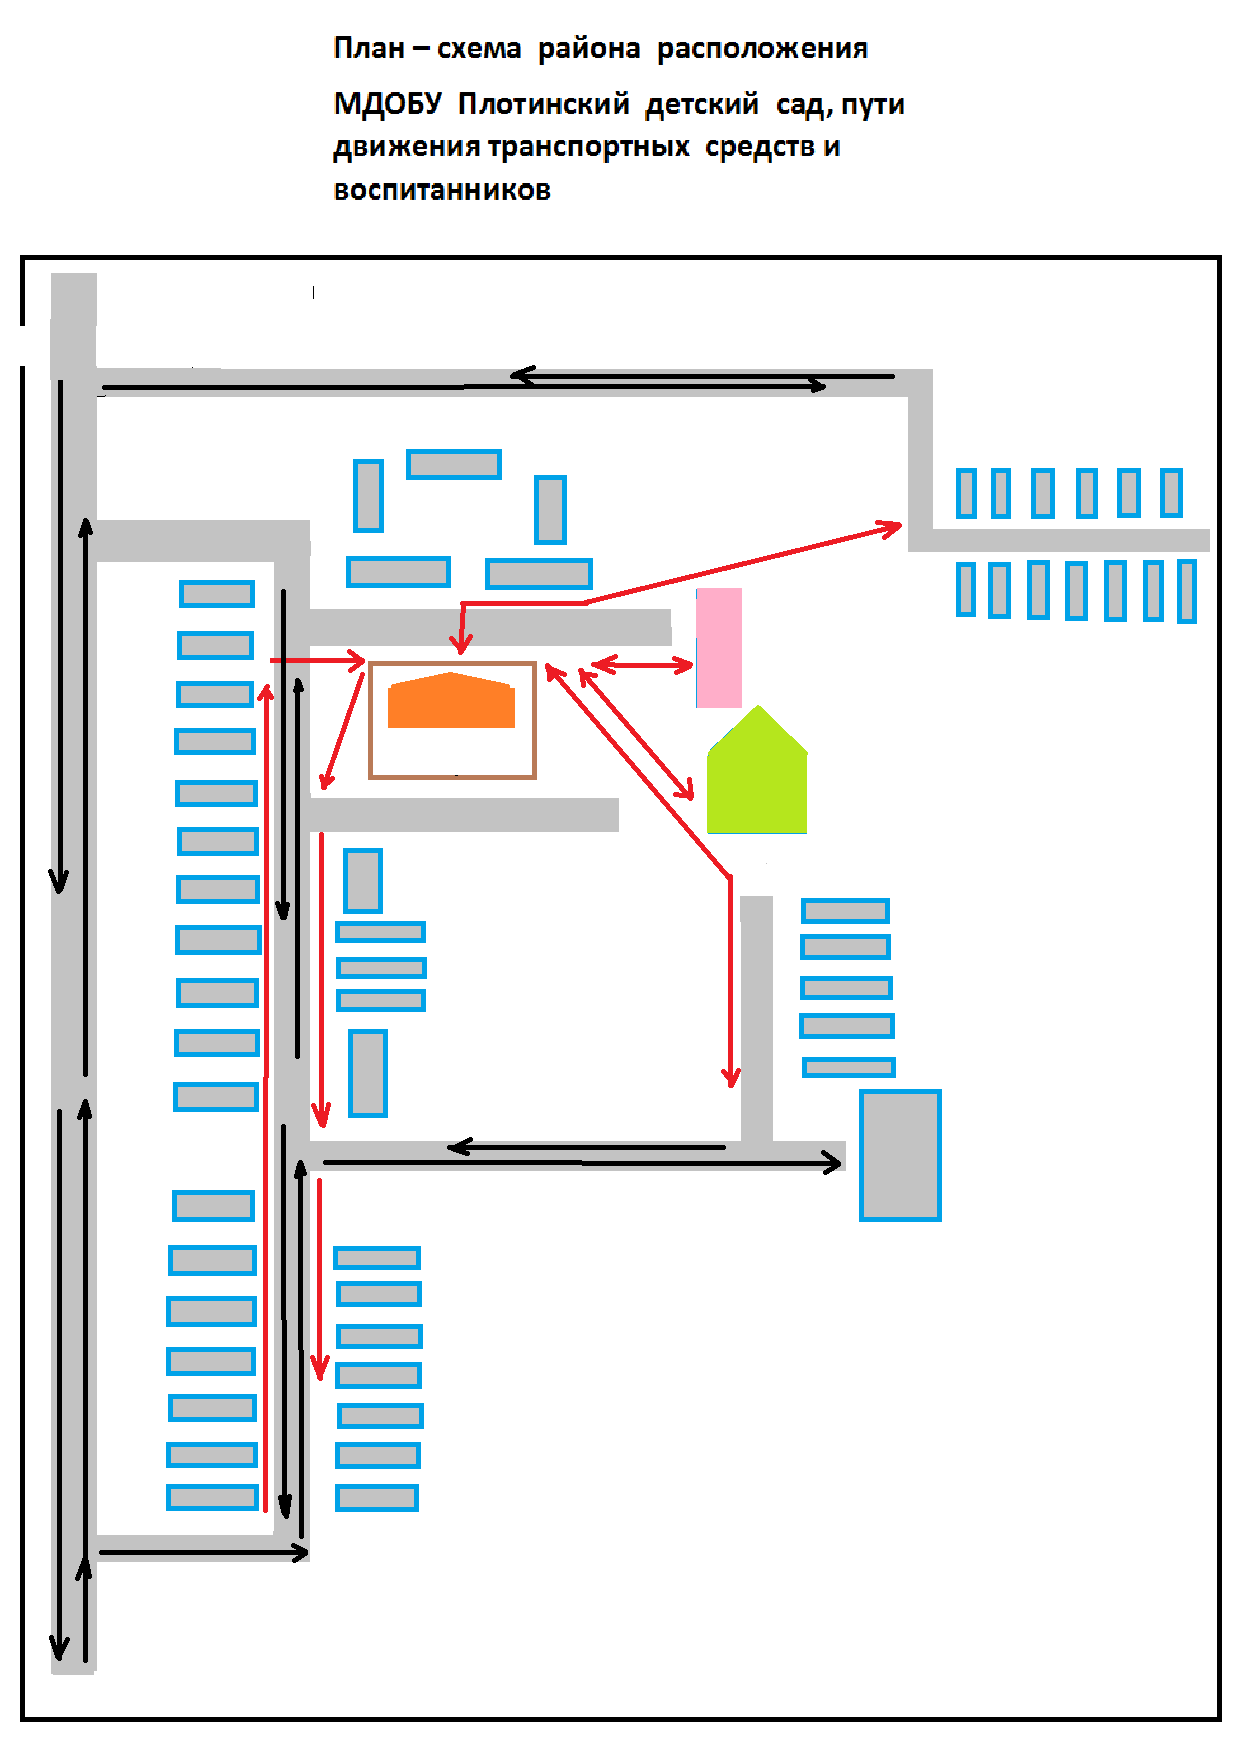 План – схема района расположения
МДОБУ Плотинский детский сад, пути
движения транспортных средств и
воспитанников